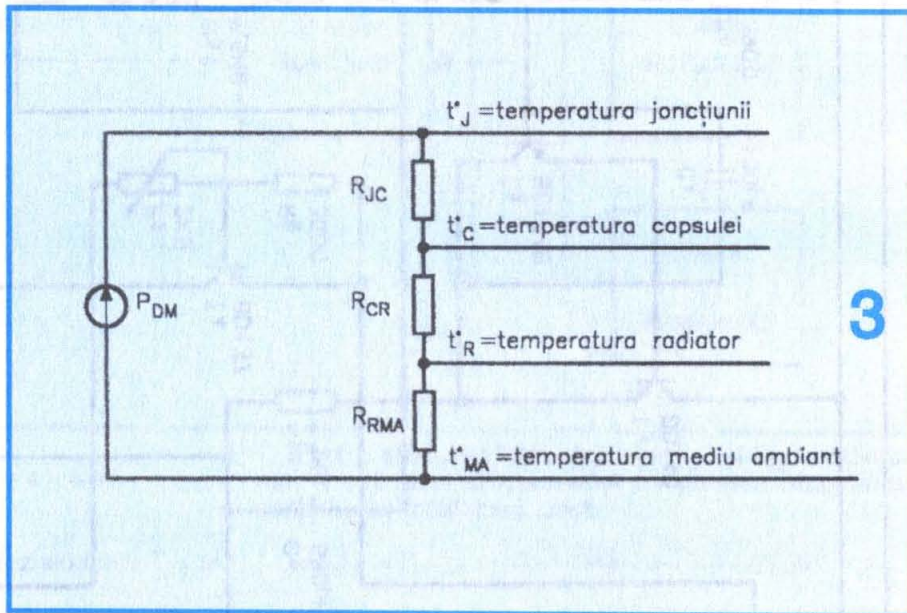 t°J =temperatura joncțiunii
RJC
t°C =temperatura capsulei
PDM
RCR
3
t°R =temperatura radiator
RRMA
t°MA =temperatura mediu ambiant